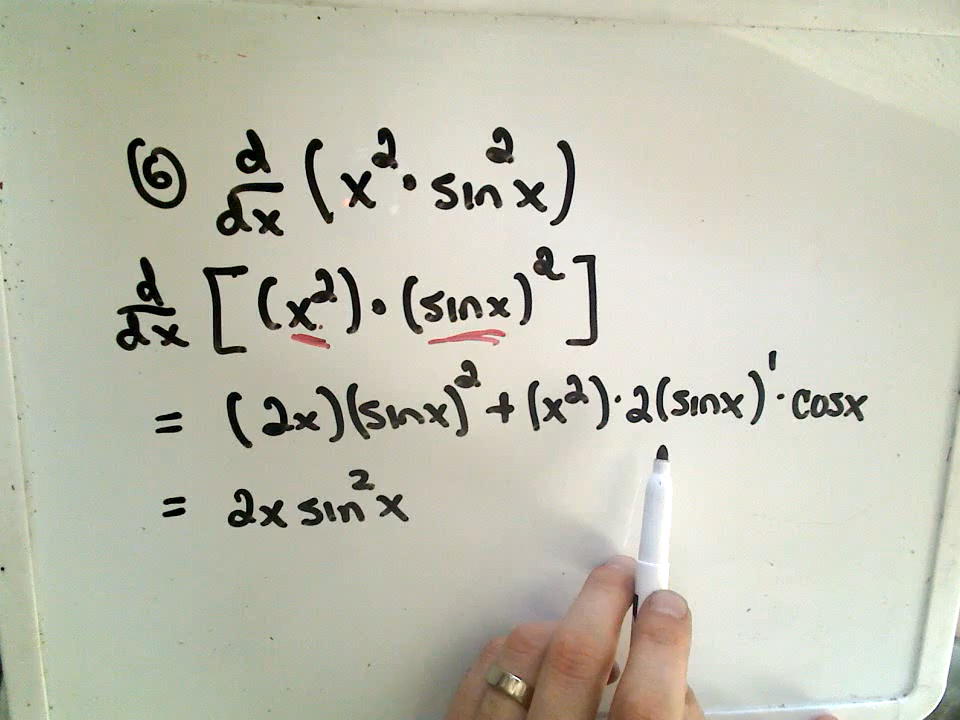 ⑥ d/dx (x² · sin²x)
d/dx [(x²) · (sinx)²]
= (2x)(sinx)² + (x²) · 2(sinx)¹ · cosx
= 2x sin²x